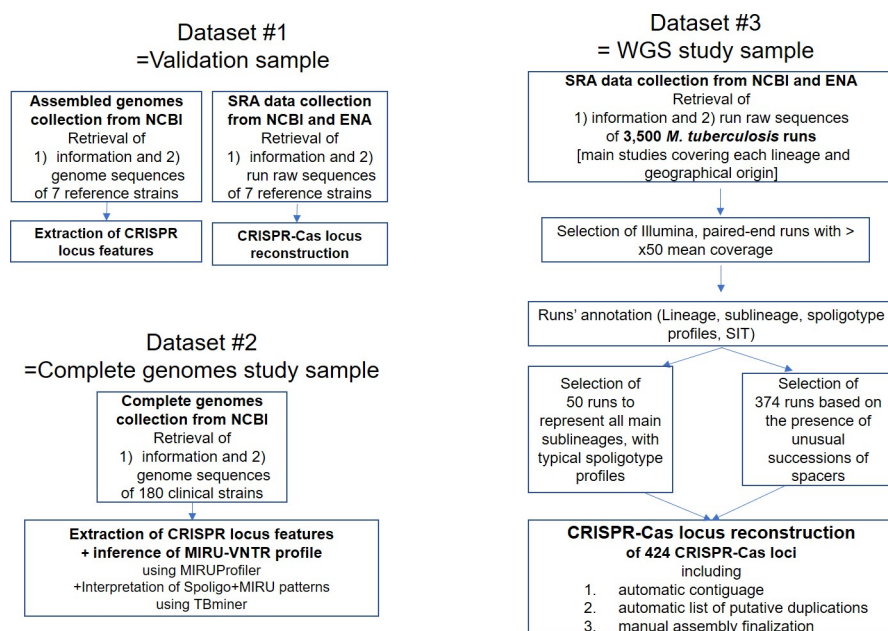 Dataset #1
=Validation sample
Assembled genomes
collection from NCBI
Retrieval of
1) information and 2)
genome sequences
of 7 reference strains
SRA data collection
from NCBI and ENA
Retrieval of
1) information and 2)
run raw sequences
of 7 reference strains
Extraction of CRISPR
locus features
CRISPR-Cas locus
reconstruction
Dataset #2
=Complete genomes study sample
Complete genomes
collection from NCBI
Retrieval of
1) information and 2)
genome sequences
of 180 clinical strains
Extraction of CRISPR locus features
+ inference of MIRU-VNTR profile
using MIRUProfiler
+Interpretation of Spoligo+MIRU patterns
using TBminer
Dataset #3
= WGS study sample
SRA data collection from NCBI and ENA
Retrieval of
1) information and 2) run raw sequences
of 3,500 M. tuberculosis runs
[main studies covering each lineage and
geographical origin]
Selection of Illumina, paired-end runs with >
x50 mean coverage
Runs' annotation (Lineage, sublineage, spoligotype
profiles, SIT)
Selection of
50 runs to
represent all main
sublineages, with
typical spoligotype
profiles
Selection of
374 runs based on
the presence of
unusual
successions of
spacers
CRISPR-Cas locus reconstruction
of 424 CRISPR-Cas loci
including
1. automatic contiguage
2. automatic list of putative duplications
3. manual assembly finalization